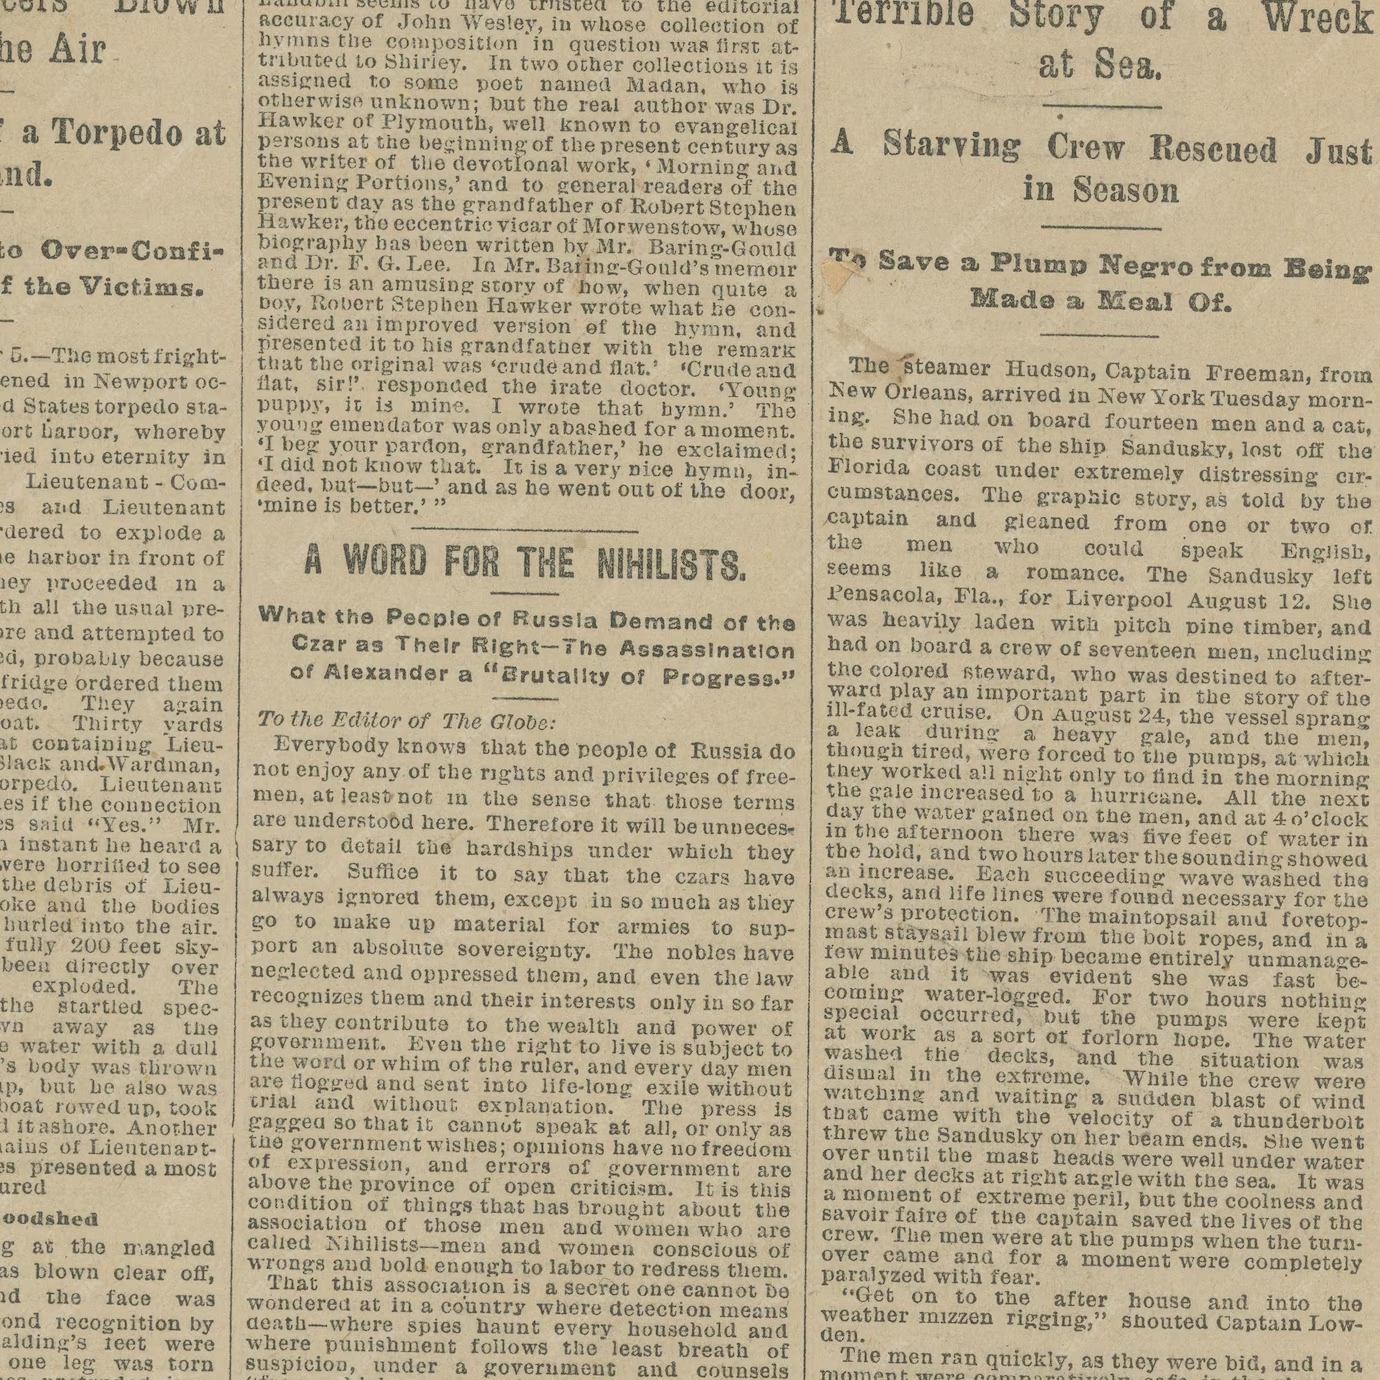 Blown
he Air
a Torpedo at
and.
to Over-Confi-
f the Victims.
5.—The most fright-
ened in Newport oc-
d States torpedo sta-
ort harbor, whereby
ried into eternity in
Lieutenant-Com-
es and Lieutenant
rdered to explode a
e harbor in front of
hey proceeded in a
th all the usual pre-
ore and attempted to
ed, probably because
fridge ordered them
pedo. They again
oat. Thirty yards
at containing Lieu-
Slack and Wardman,
orpedo. Lieutenant
es if the connection
es said “Yes.” Mr.
n instant he heard a
were horrified to see
the debris of Lieu-
oke and the bodies
hurled into the air.
fully 200 feet sky-
been directly over
exploded. The
the startled spec-
wn away as the
e water with a dull
's body was thrown
up, but he also was
boat rowed up, took
d it ashore. Another
mains of Lieutenant-
es presented a most
ured
oodshed
g at the mangled
as blown clear off,
nd the face was
ond recognition by
alding's feet were
one leg was torn
seems to have trusted to the editorial
accuracy of John Wesley, in whose collection of
hymns the composition in question was first at-
tributed to Shirley. In two other collections it is
assigned to some poet named Madan, who is
otherwise unknown; but the real author was Dr.
Hawker of Plymouth, well known to evangelical
persons at the beginning of the present century as
the writer of the devotional work, ‘Morning and
Evening Portions,’ and to general readers of the
present day as the grandfather of Robert Stephen
Hawker, the eccentric vicar of Morwenstow, whose
biography has been written by Mr. Baring-Gould
and Dr. F. G. Lee. In Mr. Baring-Gould's memoir
there is an amusing story of how, when quite a
boy, Robert Stephen Hawker wrote what he con-
sidered an improved version of the hymn, and
presented it to his grandfather with the remark
that the original was ‘crude and flat.’ ‘Crude and
flat, sir!’ responded the irate doctor. ‘Young
puppy, it is mine. I wrote that hymn.’ The
young emendator was only abashed for a moment.
‘I beg your pardon, grandfather,’ he exclaimed;
‘I did not know that. It is a very nice hymn, in-
deed, but—but—’ and as he went out of the door,
‘mine is better.’ ”
A WORD FOR THE NIHILISTS.
What the People of Russia Demand of the
Czar as Their Right—The Assassination
of Alexander a “Brutality of Progress.”
To the Editor of The Globe:
Everybody knows that the people of Russia do
not enjoy any of the rights and privileges of free-
men, at least not in the sense that those terms
are understood here. Therefore it will be unneces-
sary to detail the hardships under which they
suffer. Suffice it to say that the czars have
always ignored them, except in so much as they
go to make up material for armies to sup-
port an absolute sovereignty. The nobles have
neglected and oppressed them, and even the law
recognizes them and their interests only in so far
as they contribute to the wealth and power of
government. Even the right to live is subject to
the word or whim of the ruler, and every day men
are flogged and sent into life-long exile without
trial and without explanation. The press is
gagged so that it cannot speak at all, or only as
the government wishes; opinions have no freedom
of expression, and errors of government are
above the province of open criticism. It is this
condition of things that has brought about the
association of those men and women who are
called Nihilists—men and women conscious of
wrongs and bold enough to labor to redress them.
That this association is a secret one cannot be
wondered at in a country where detection means
death—where spies haunt every household and
where punishment follows the least breath of
suspicion, under a government and counsels
Terrible Story of a Wreck
at Sea.
A Starving Crew Rescued Just
in Season
To Save a Plump Negro from Being
Made a Meal Of.
The steamer Hudson, Captain Freeman, from
New Orleans, arrived in New York Tuesday morn-
ing. She had on board fourteen men and a cat,
the survivors of the ship Sandusky, lost off the
Florida coast under extremely distressing cir-
cumstances. The graphic story, as told by the
captain and gleaned from one or two of
the men who could speak English,
seems like a romance. The Sandusky left
Pensacola, Fla., for Liverpool August 12. She
was heavily laden with pitch pine timber, and
had on board a crew of seventeen men, including
the colored steward, who was destined to after-
ward play an important part in the story of the
ill-fated cruise. On August 24, the vessel sprang
a leak during a heavy gale, and the men,
though tired, were forced to the pumps, at which
they worked all night only to find in the morning
the gale increased to a hurricane. All the next
day the water gained on the men, and at 4 o'clock
in the afternoon there was five feet of water in
the hold, and two hours later the sounding showed
an increase. Each succeeding wave washed the
decks, and life lines were found necessary for the
crew's protection. The maintopsail and foretop-
mast staysail blew from the bolt ropes, and in a
few minutes the ship became entirely unmanage-
able and it was evident she was fast be-
coming water-logged. For two hours nothing
special occurred, but the pumps were kept
at work as a sort of forlorn hope. The water
washed the decks, and the situation was
dismal in the extreme. While the crew were
watching and waiting a sudden blast of wind
that came with the velocity of a thunderbolt
threw the Sandusky on her beam ends. She went
over until the mast heads were well under water
and her decks at right angle with the sea. It was
a moment of extreme peril, but the coolness and
savoir faire of the captain saved the lives of the
crew. The men were at the pumps when the turn-
over came and for a moment were completely
paralyzed with fear.
“Get on to the after house and into the
weather mizzen rigging,” shouted Captain Low-
den.
The men ran quickly, as they were bid, and in a